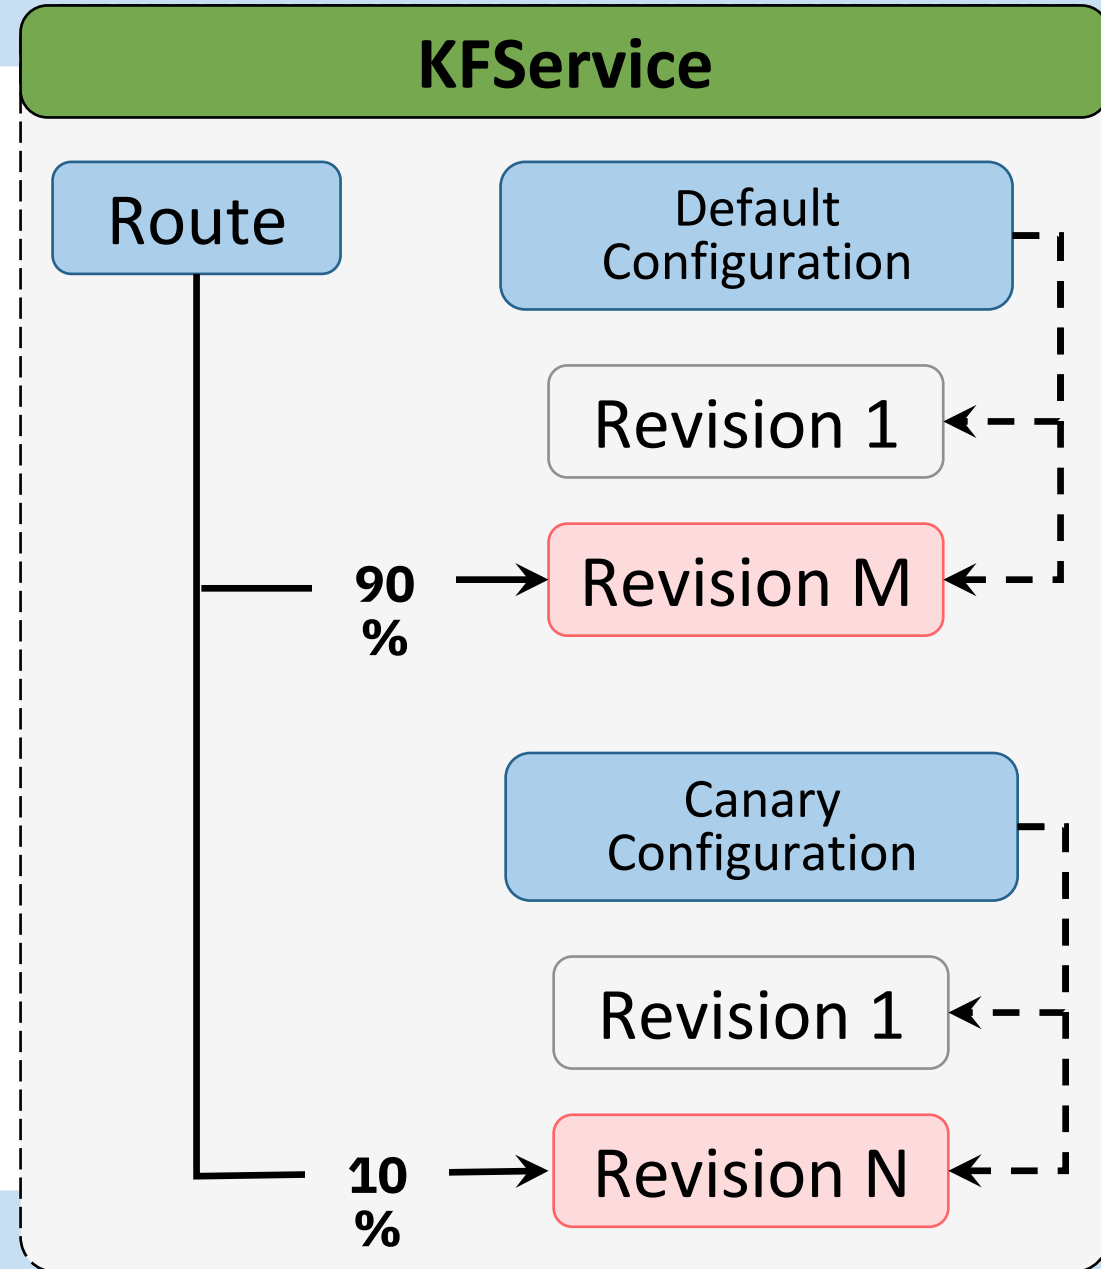 KFService
Route
Default
Configuration
Revision 1
90
%
Revision M
Canary
Configuration
Revision 1
10
%
Revision N